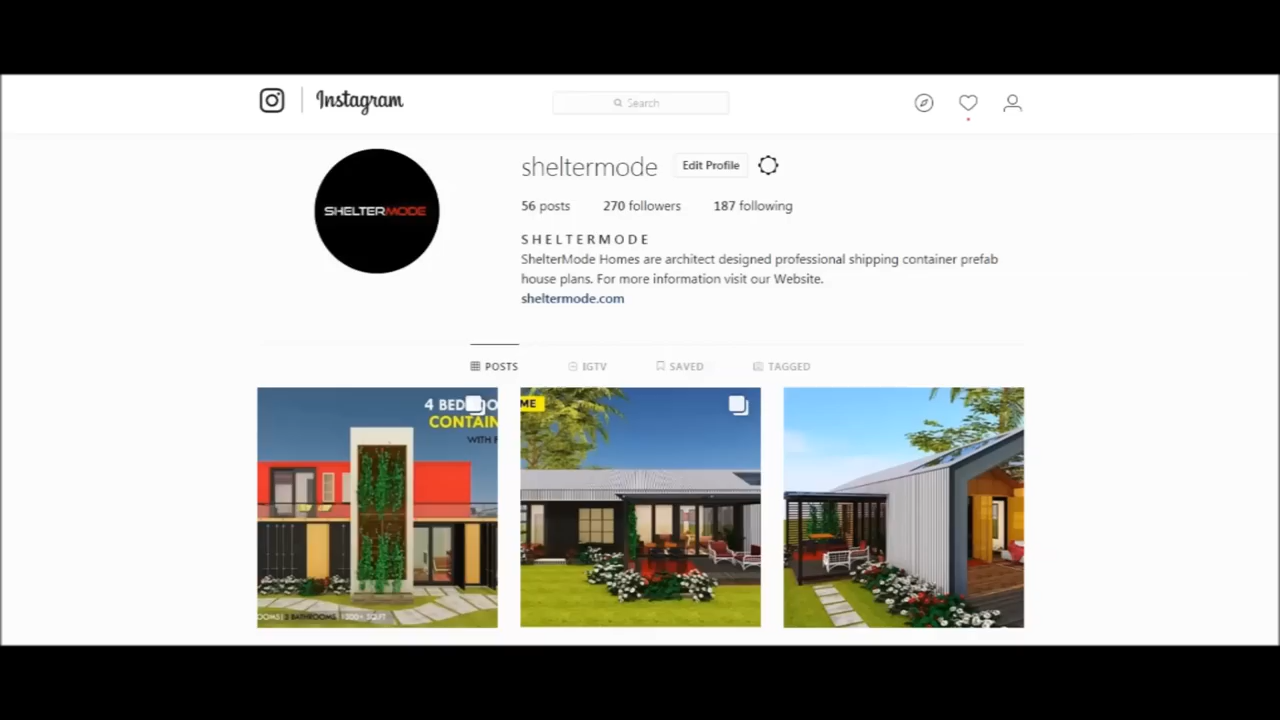 Instagram
Search
SHELTERMODE
sheltermode
Edit Profile
56 posts
270 followers
187 following
S H E L T E R M O D E
ShelterMode Homes are architect designed professional shipping container prefab
house plans. For more information visit our Website.
sheltermode.com
POSTS
IGTV
SAVED
TAGGED
4
CONTAIN
WITH F
ME